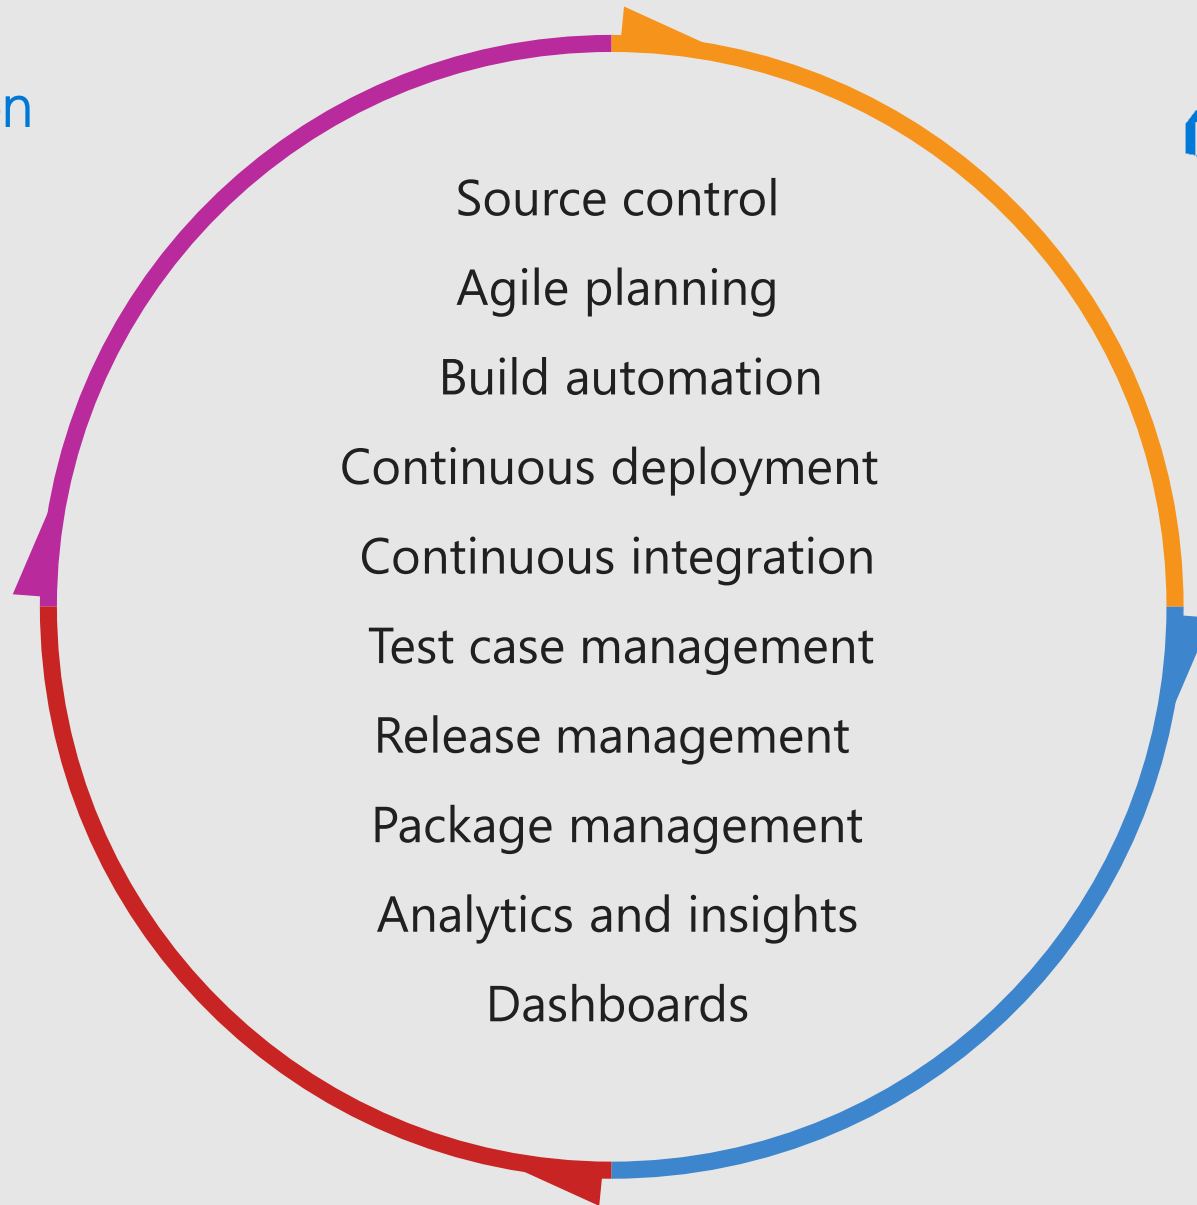 n
Source control
Agile planning
Build automation
Continuous deployment
Continuous integration
Test case management
Release management
Package management
Analytics and insights
Dashboards